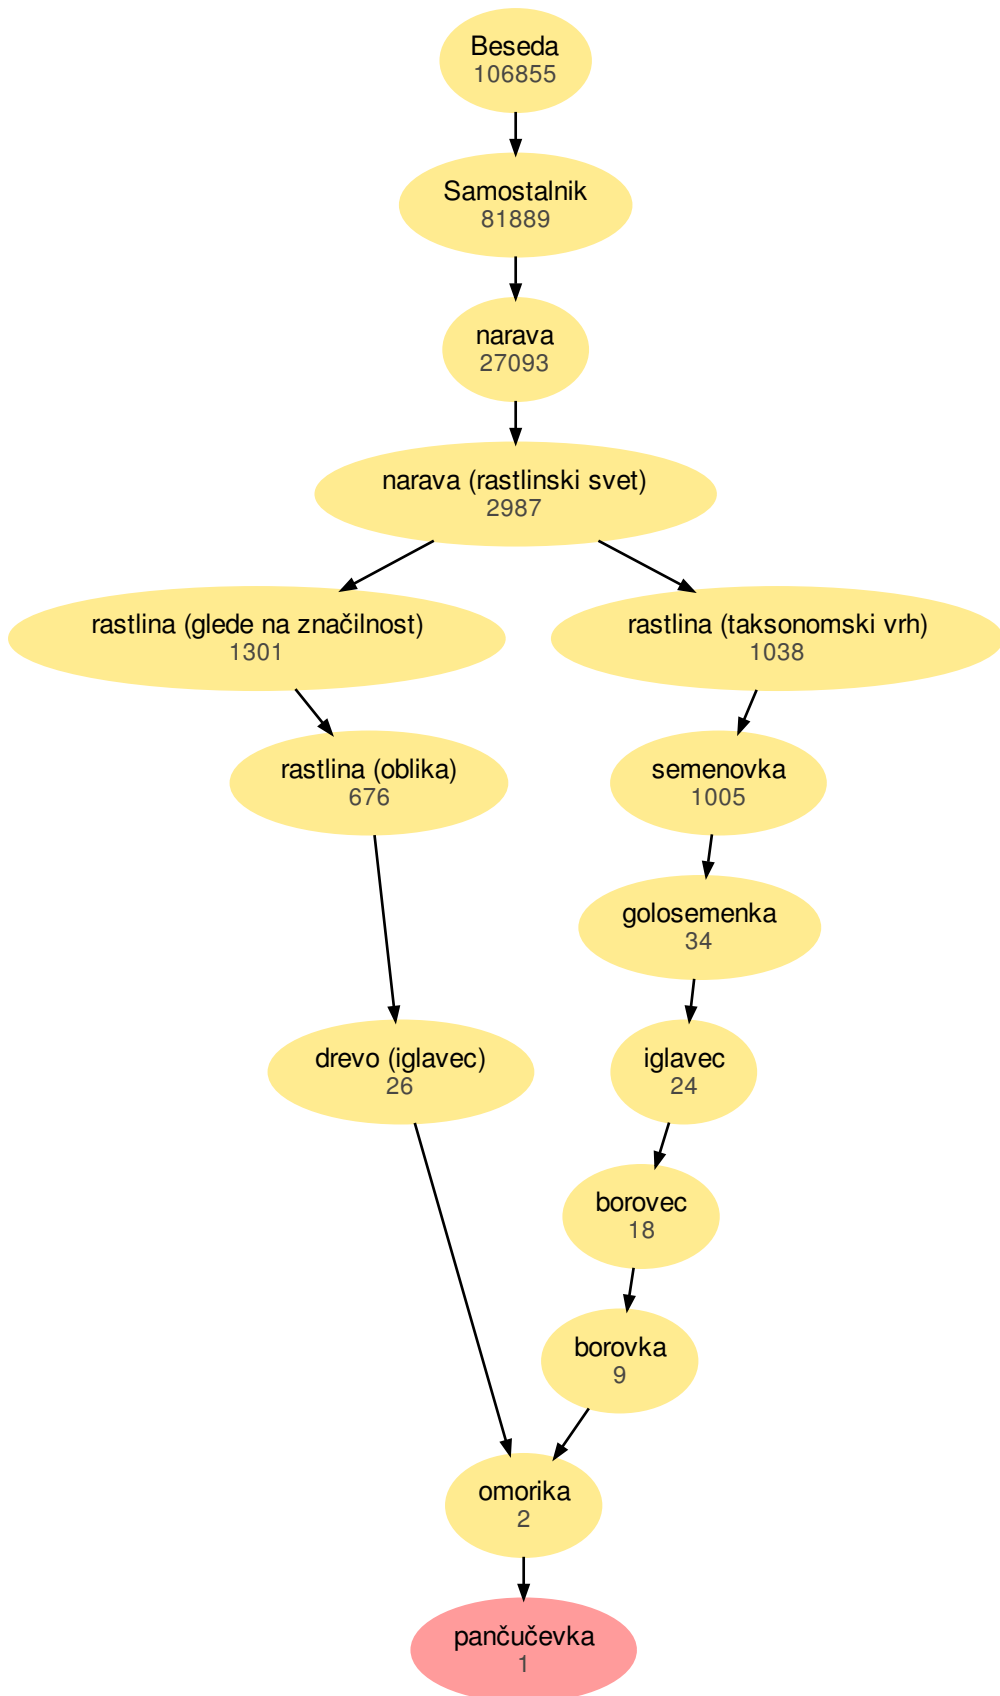 Beseda
106855
Samostalnik
81889
narava
27093
narava (rastlinski svet)
2987
rastlina (glede na značilnost)
1301
rastlina (taksonomski vrh)
1038
rastlina (oblika)
676
semenovka
1005
golosemenka
34
drevo (iglavec)
26
iglavec
24
borovec
18
borovka
9
omorika
2
pančučevka
1